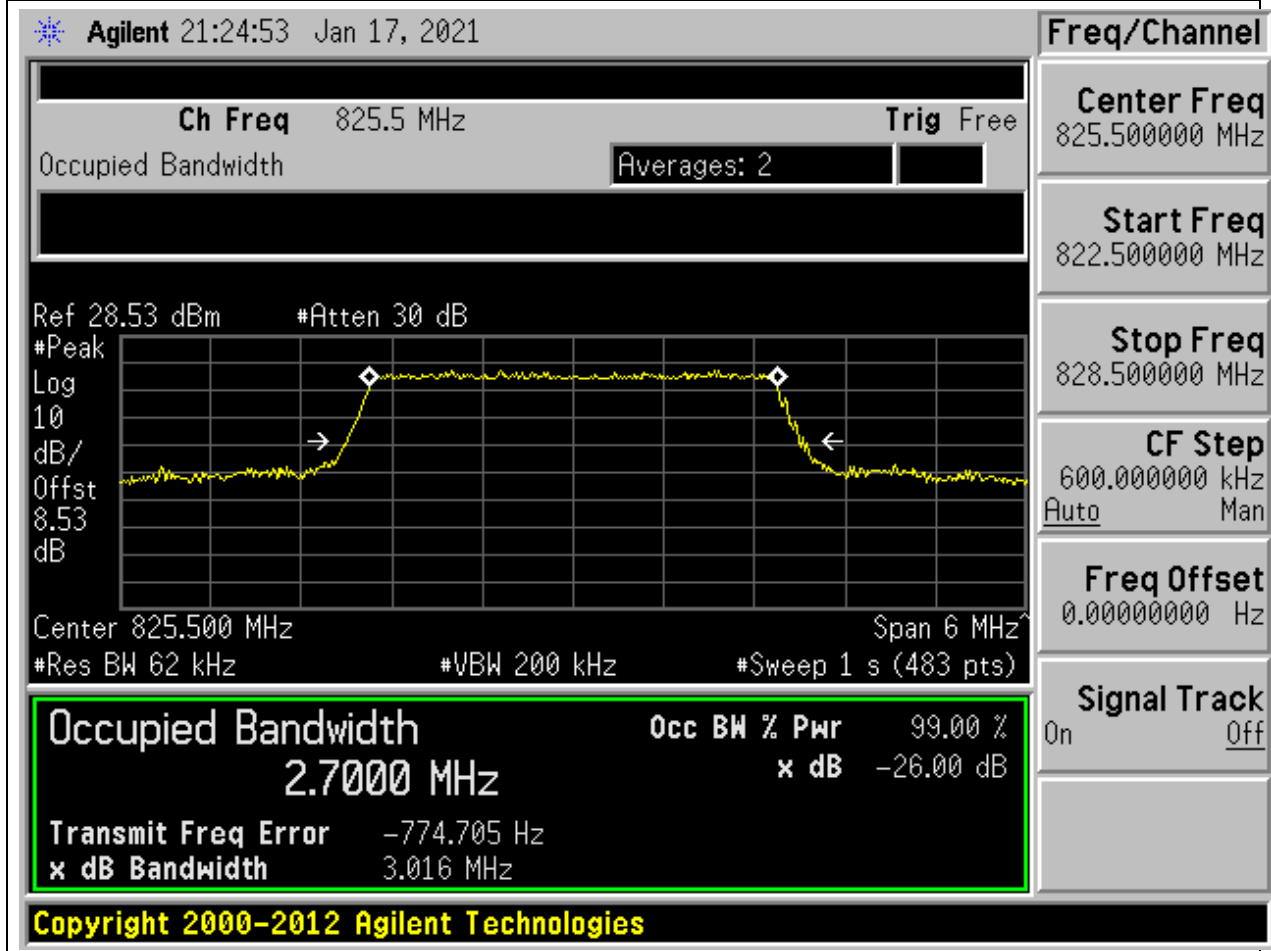 Agilent 21:24:53 Jan 17, 2021
Freq/Channel
Ch Freq 825.5 MHz Trig Free
Occupied Bandwidth Averages: 2
Ref 28.53 dBm #Atten 30 dB
#Peak
Log
10
dB/
Offst
8.53
dB
Center 825.500 MHz Span 6 MHz^
#Res BW 62 kHz #VBW 200 kHz #Sweep 1 s (483 pts)
Occupied Bandwidth Occ BW % Pwr 99.00 %
2.7000 MHz x dB -26.00 dB
Transmit Freq Error -774.705 Hz
x dB Bandwidth 3.016 MHz
Center Freq
825.500000 MHz
Start Freq
822.500000 MHz
Stop Freq
828.500000 MHz
CF Step
600.000000 kHz
Auto Man
Freq Offset
0.00000000 Hz
Signal Track
On Off
Copyright 2000-2012 Agilent Technologies